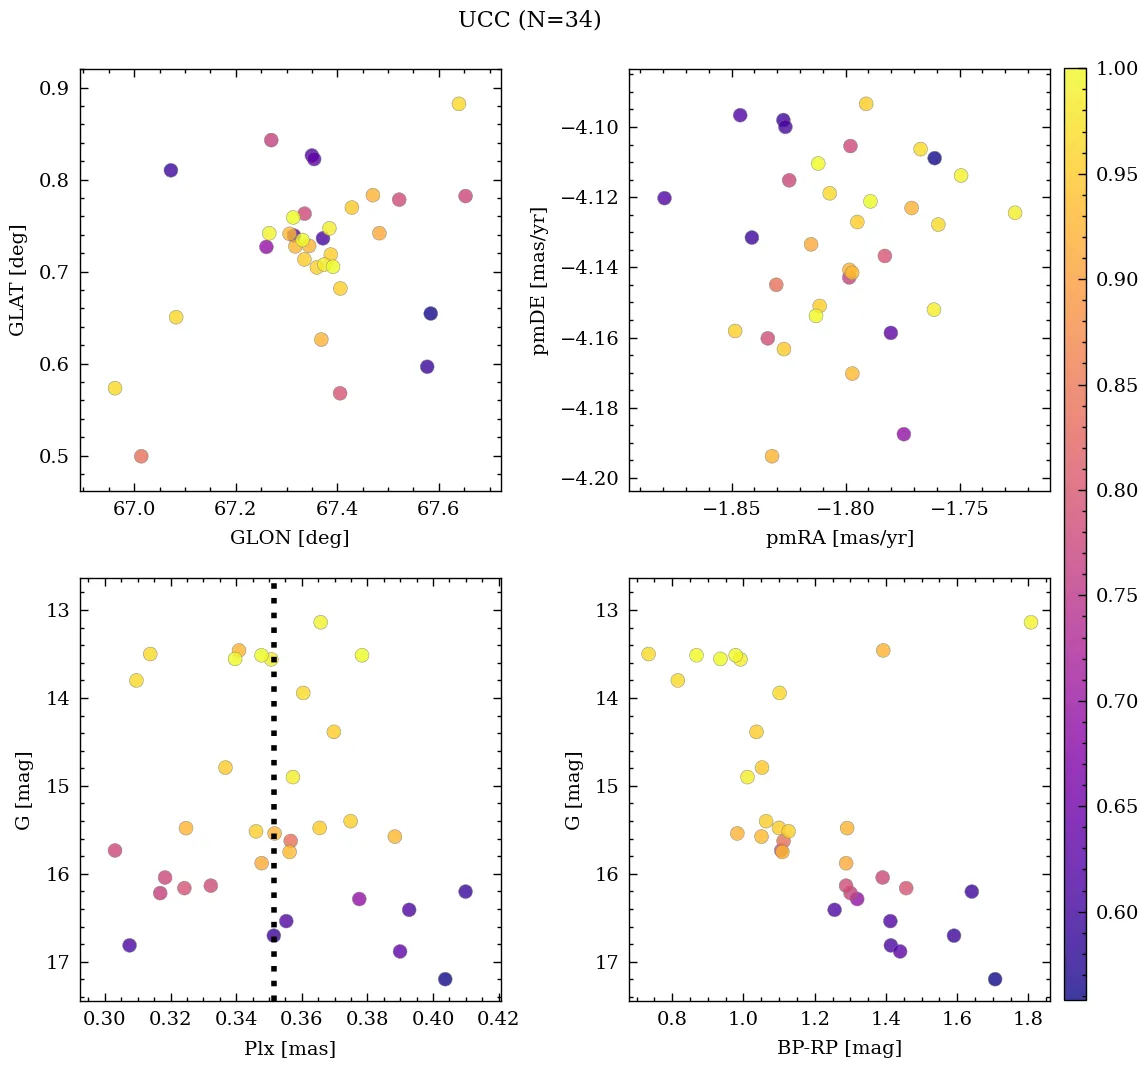 UCC (N=34)
0.9
0.8
0.7
0.6
0.5
GLAT [deg]
67.0 67.2 67.4 67.6
GLON [deg]
−4.10
−4.12
−4.14
−4.16
−4.18
−4.20
pmDE [mas/yr]
−1.85 −1.80 −1.75
pmRA [mas/yr]
13
14
15
16
17
G [mag]
0.30 0.32 0.34 0.36 0.38 0.40 0.42
Plx [mas]
13
14
15
16
17
G [mag]
0.8 1.0 1.2 1.4 1.6 1.8
BP-RP [mag]
1.00
0.95
0.90
0.85
0.80
0.75
0.70
0.65
0.60